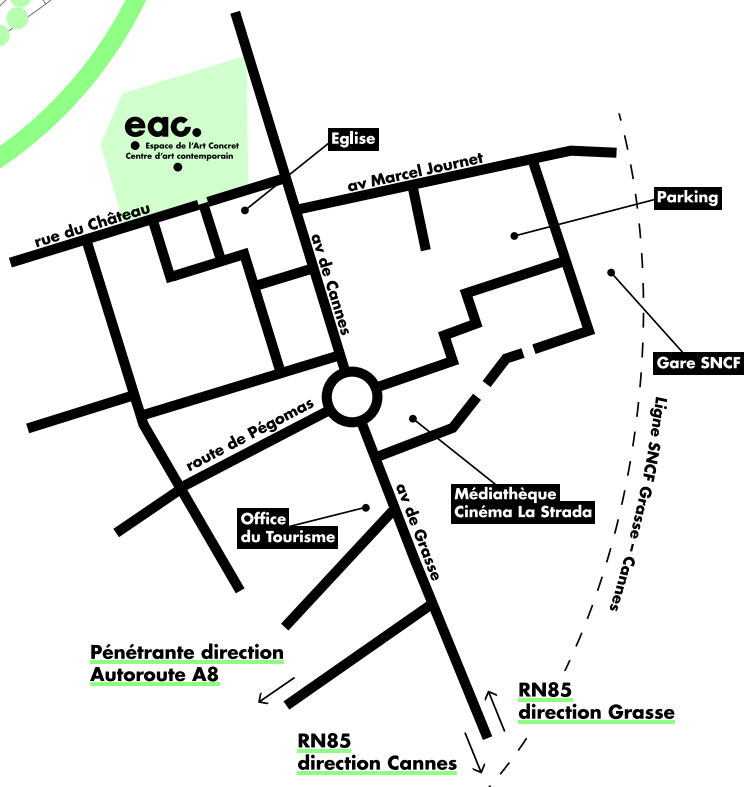 eac.
Espace de l'Art Concret
Centre d'art contemporain
Eglise
av Marcel Journet
rue du Château
Parking
av de Cannes
Gare SNCF
route de Pégomas
Ligne SNCF Grasse - Cannes
Médiathèque
Cinéma La Strada
Office
du Tourisme
av de Grasse
Pénétrante direction
Autoroute A8
RN85
direction Grasse
RN85
direction Cannes